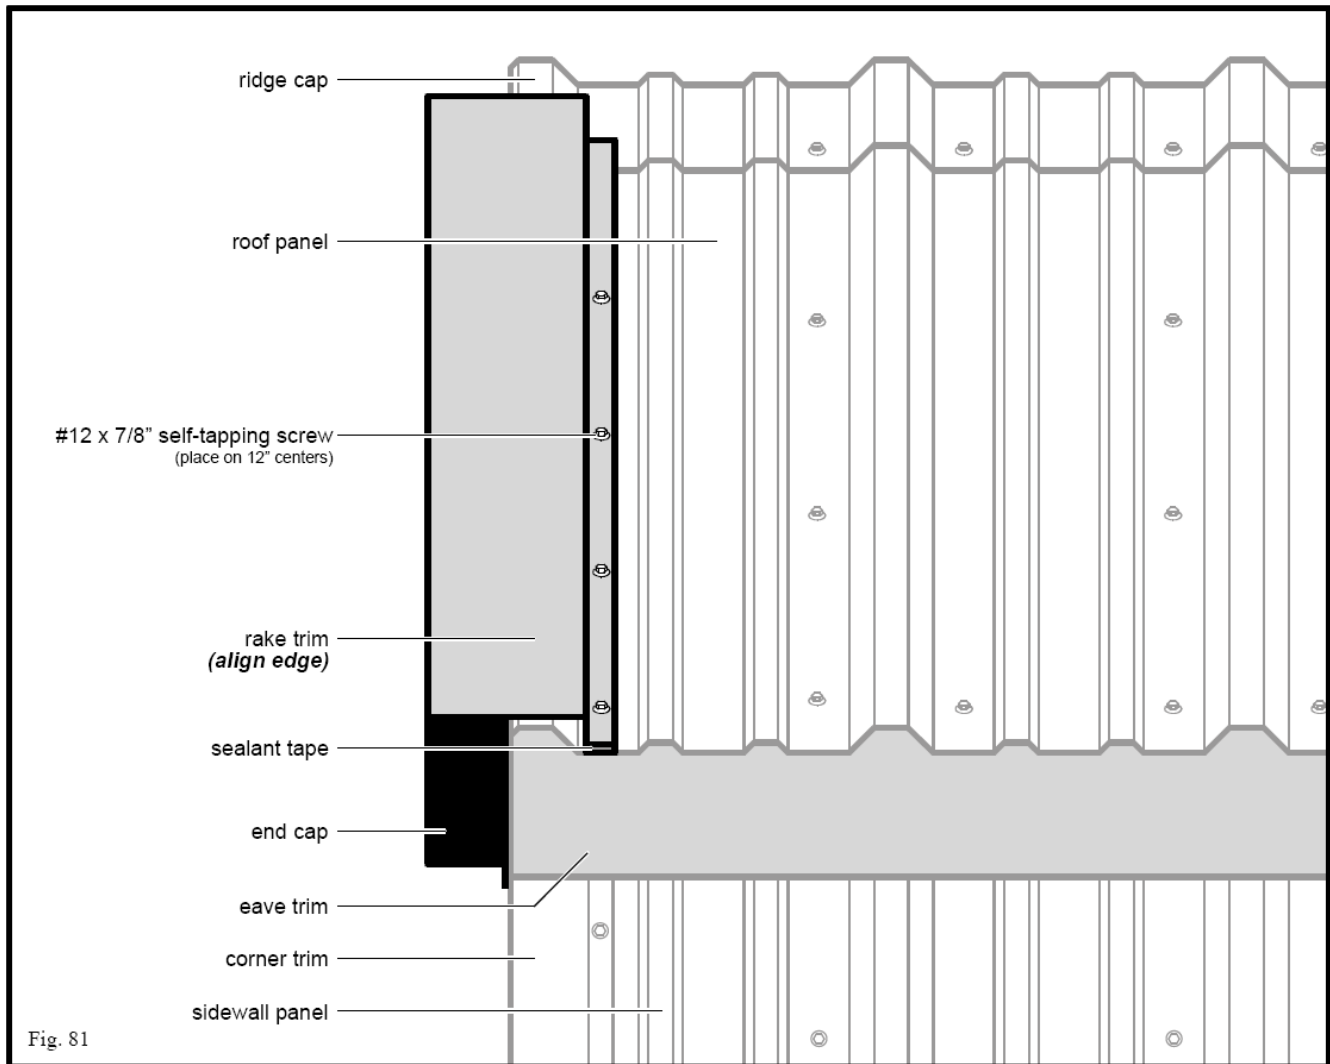 ridge cap
roof panel
#12 x 7/8” self-tapping screw
(place on 12” centers)
rake trim
(align edge)
sealant tape
end cap
eave trim
corner trim
sidewall panel
Fig. 81